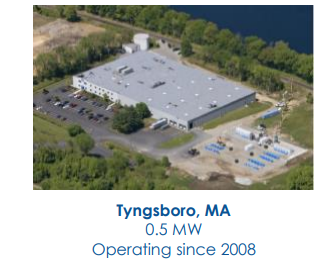 Tyngsboro, MA
0.5 MW
Operating since 2008